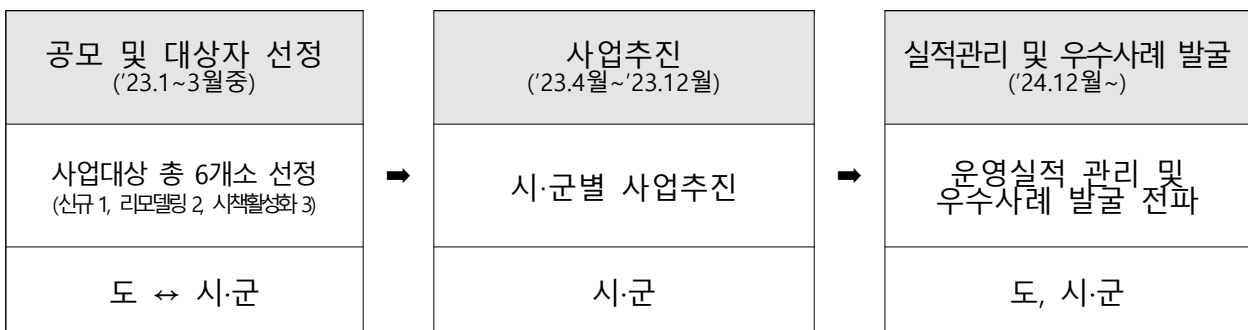 공모 및 대상자 선정
('23.1~3월중)
사업대상 총 6개소 선정
(신규 1, 리모델링 2, 시책활성화 3)
도 ↔ 시·군
➡
사업추진
('23.4월~'23.12월)
시·군별 사업추진
시·군
➡
실적관리 및 우수사례 발굴
('24.12월~)
운영실적 관리 및
우수사례 발굴 전파
도, 시·군